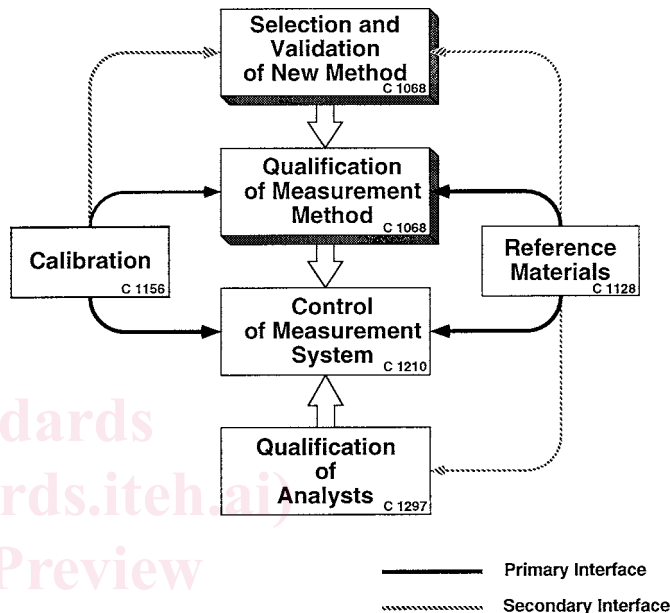 Selection and
Validation
of New Method
C 1068
Qualification
of Measurement
Method
C 1068
Calibration
C 1156
Reference
Materials
C 1128
Control
of Measurement
System
C 1210
Qualification
of
Analysts
C 1297
dards
rds.iteh.ai)
Preview
Primary Interface
Secondary Interface